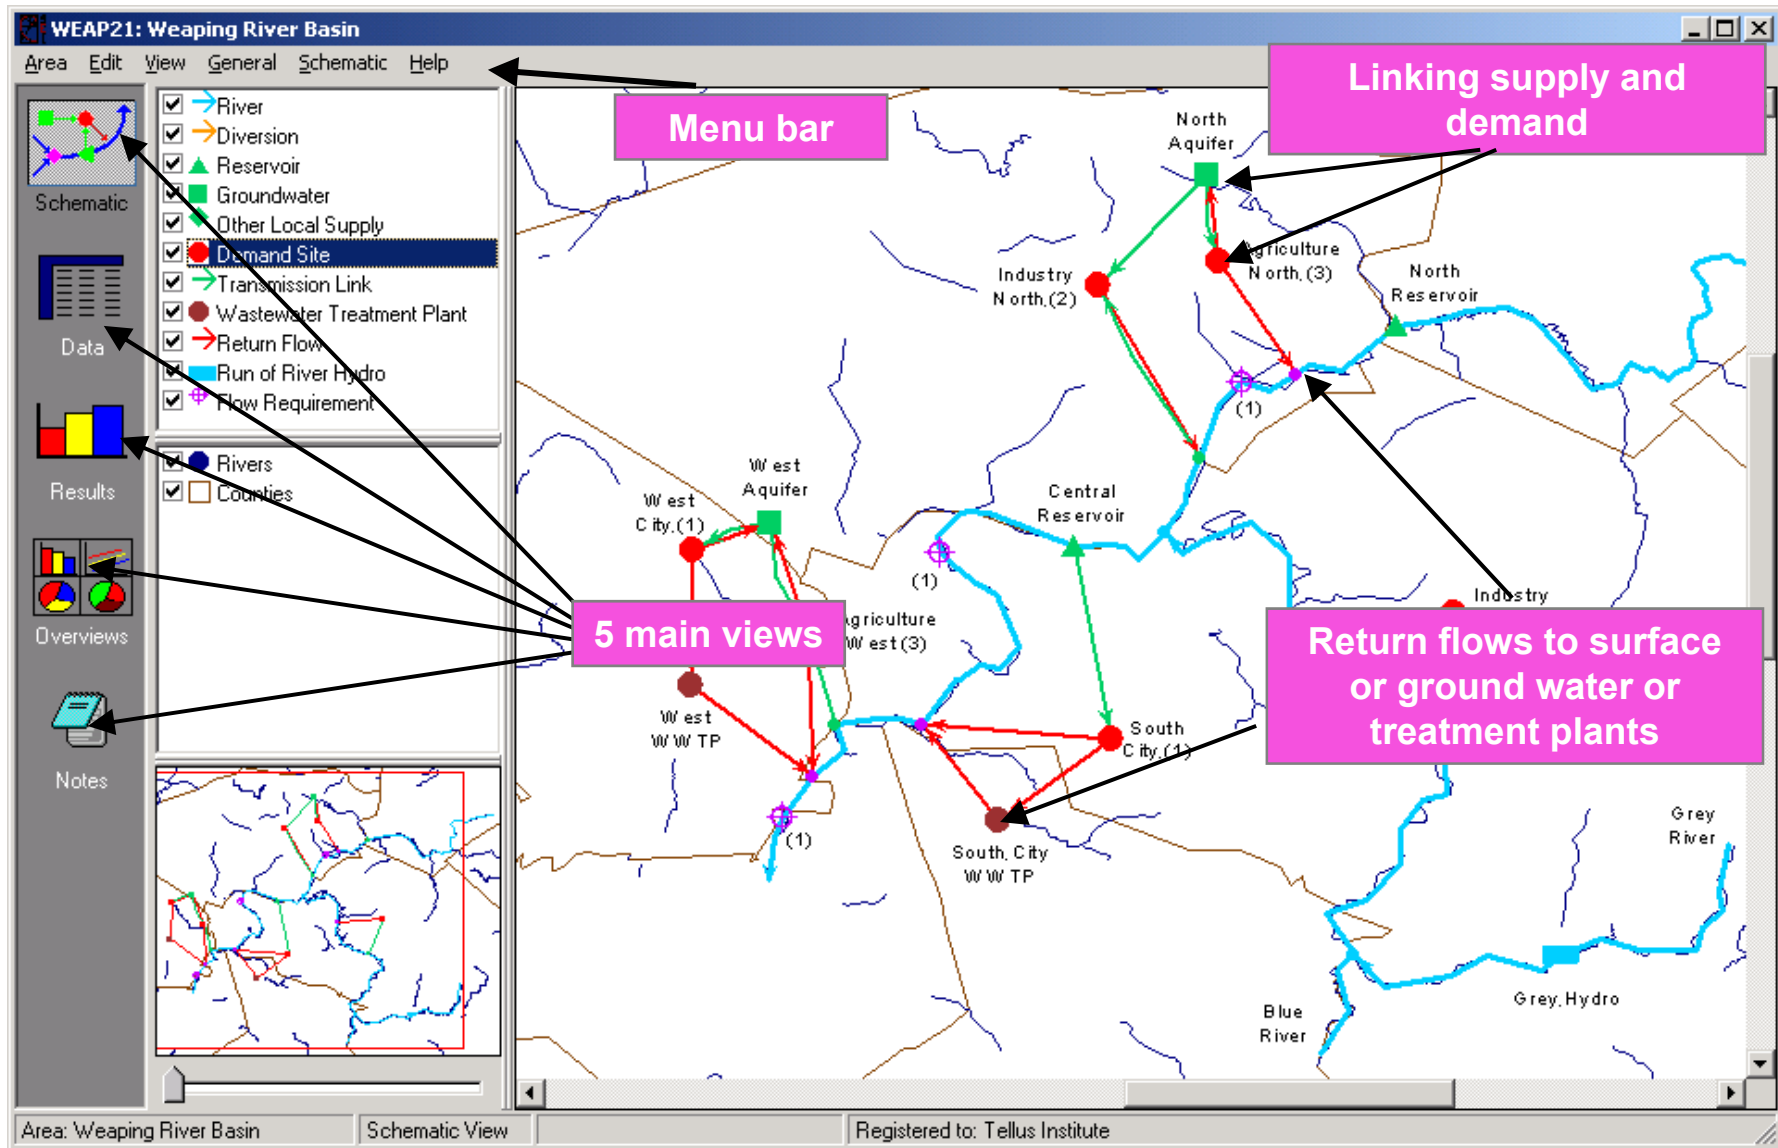 WEAP21: Weaping River Basin
Area Edit View General Schematic Help
Menu bar
Linking supply and
demand
Schematic
Data
Results
Overviews
Notes
River
Diversion
Reservoir
Groundwater
Other Local Supply
Demand Site
Transmission Link
Wastewater Treatment Plant
Return Flow
Run of River Hydro
Flow Requirement
Rivers
Counties
5 main views
North
Aquifer
Industry
North,(2)
Agriculture
North,(3)
North
Reservoir
(1)
West
Aquifer
West
City,(1)
Central
Reservoir
(1)
Agriculture
West(3)
Industry
Return flows to surface
or ground water or
treatment plants
West
WWTP
South
City,(1)
(1)
South,City
WWTP
Grey
River
Grey,Hydro
Blue
River
Area: Weaping River Basin
Schematic View
Registered to: Tellus Institute